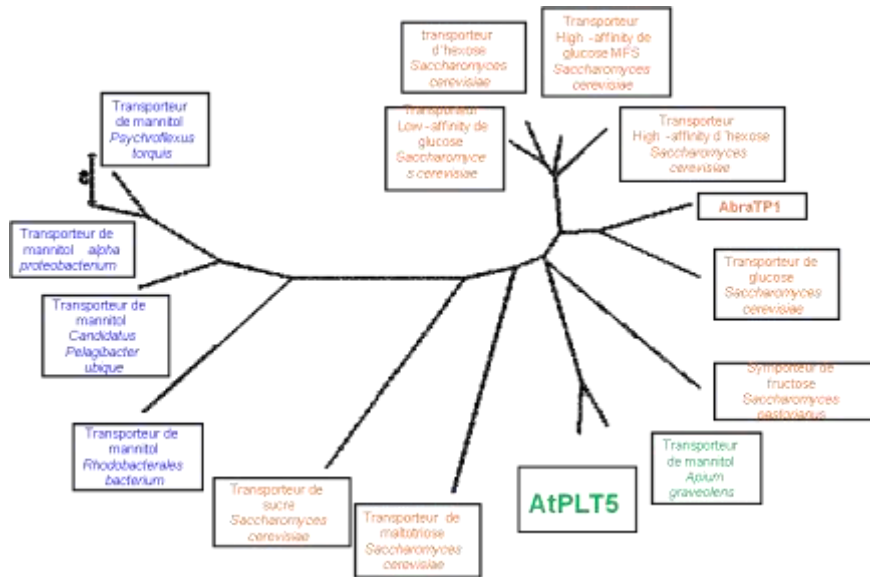 transporteur
d'hexose
Saccharomyces
cerevisiae
Transporteur
High -affinity de
glucose MFS
Saccharomyces
cerevisiae
Transporteur
de mannitol
Psychroflexus
torquis
Transporteur
Low-affinity de
glucose
Saccharomyce
s cerevisiae
Transporteur
High -affinity d'hexose
Saccharomyces
cerevisiae
AbraTP1
Transporteur de
mannitol alpha
proteobacterium
Transporteur de
glucose
Saccharomyces
cerevisiae
Transporteur de
mannitol
Candidatus
Pelagibacter
ubique
Symporteur de
fructose
Saccharomyces
pastorianus
Transporteur de
mannitol
Rhodobacterales
bacterium
Transporteur
de mannitol
Apium
graveolens
AtPLT5
Transporteur de
sucre
Saccharomyces
cerevisiae
Transporteur de
maltotriose
Saccharomyces
cerevisiae